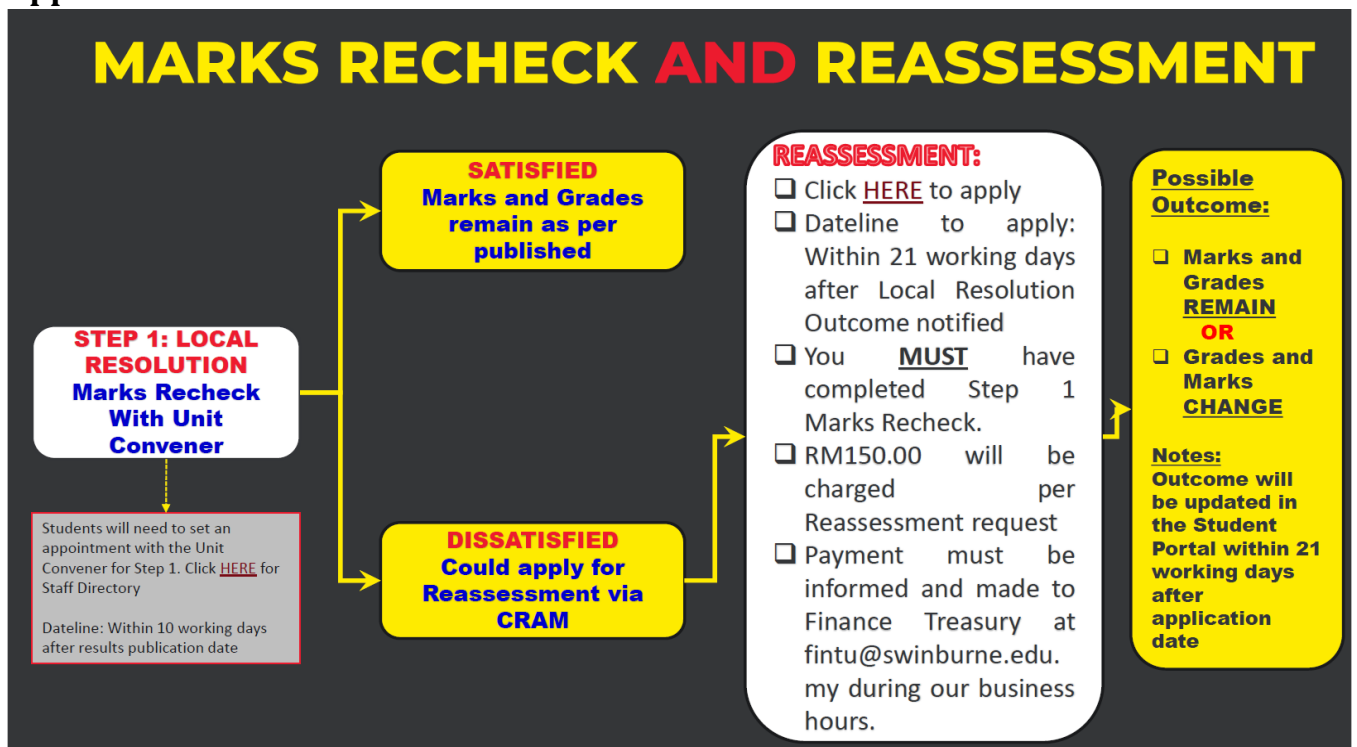 MARKS RECHECK AND REASSESSMENT
STEP 1: LOCAL
RESOLUTION
Marks Recheck
With Unit
Convener
Students will need to set an
appointment with the Unit
Convener for Step 1. Click HERE for
Staff Directory
Dateline: Within 10 working days
after results publication date
SATISFIED
Marks and Grades
remain as per
published
DISSATISFIED
Could apply for
Reassessment via
CRAM
REASSESSMENT:
❑ Click HERE to apply
❑ Dateline to apply:
Within 21 working days
after Local Resolution
Outcome notified
❑ You MUST have
completed Step 1
Marks Recheck.
❑ RM150.00 will be
charged per
Reassessment request
❑ Payment must be
informed and made to
Finance Treasury at
fintu@swinburne.edu.
my during our business
hours.
Possible
Outcome:
❑ Marks and
Grades
REMAIN
OR
❑ Grades and
Marks
CHANGE
Notes:
Outcome will
be updated in
the Student
Portal within 21
working days
after
application
date